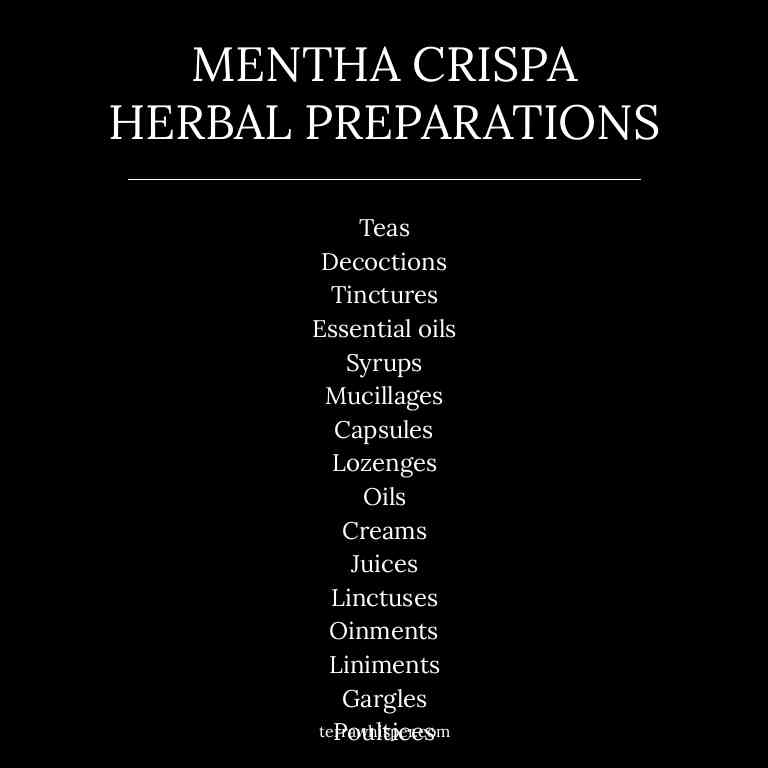 MENTHA CRISPA
HERBAL PREPARATIONS
Teas
Decoctions
Tinctures
Essential oils
Syrups
Mucillages
Capsules
Lozenges
Oils
Creams
Juices
Linctuses
Oinments
Liniments
Gargles
Poultices
terrawhisper.com